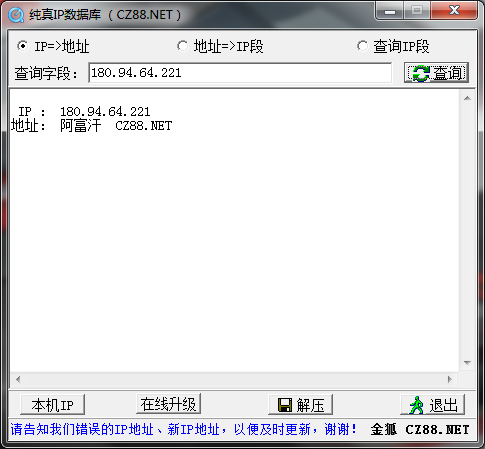 纯真IP数据库 (CZ88.NET)
IP=>地址 地址=>IP段 查询IP段
查询字段: 180.94.64.221 查询
IP : 180.94.64.221
地址: 阿富汗 CZ88.NET
本机IP 在线升级 解压 退出
请告知我们错误的IP地址、新IP地址，以便及时更新，谢谢! 金狐 CZ88.NET